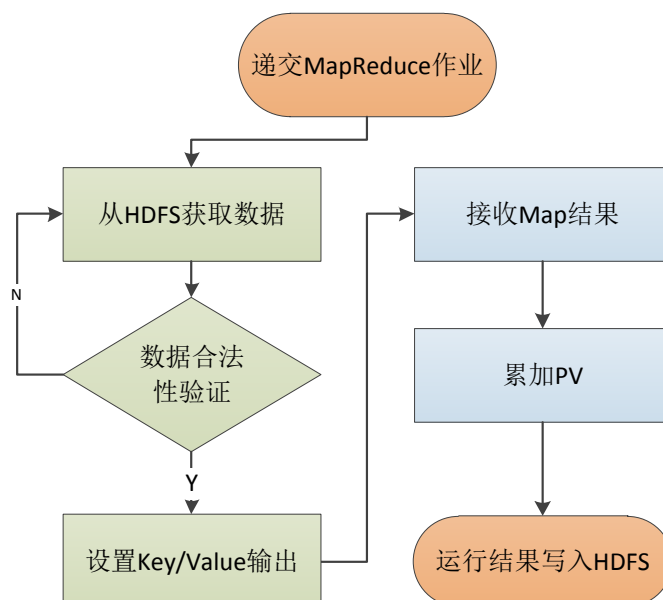 递交MapReduce作业
从HDFS获取数据
接收Map结果
N
数据合法
性验证
累加PV
Y
设置Key/Value输出
运行结果写入HDFS